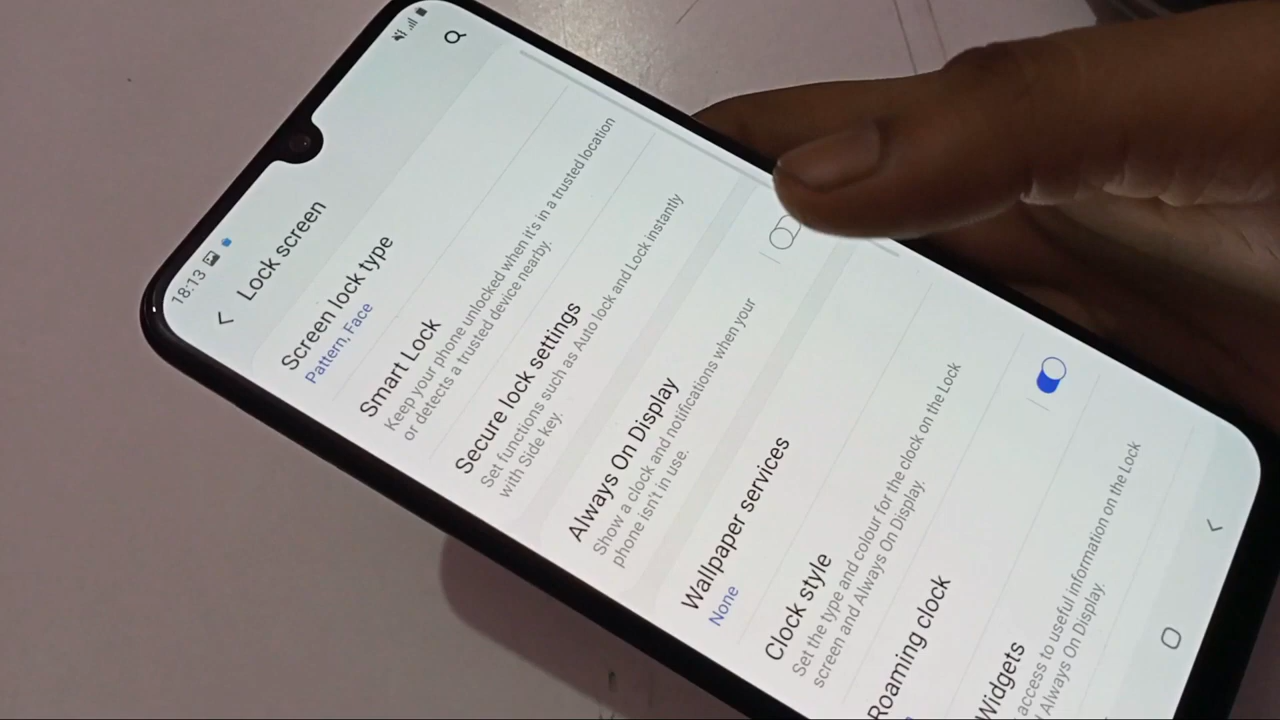 18:13
Lock screen
Screen lock type
Pattern, Face
Smart Lock
Keep your phone unlocked when it's in a trusted location
or detects a trusted device nearby.
Secure lock settings
Set functions such as Auto lock and Lock instantly
with Side key.
Always On Display
Show a clock and notifications when your
phone isn't in use.
Wallpaper services
None
Clock style
Set the type and colour for the clock on the Lock
screen and Always On Display.
Roaming clock
Widgets
access to useful information on the Lock
Always On Display.